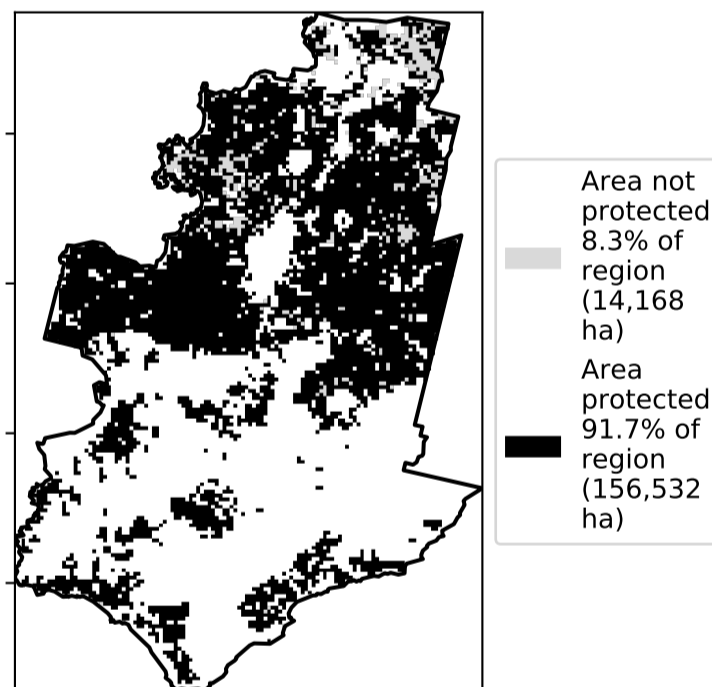 Area not
protected
8.3% of
region
(14,168
ha)
Area
protected
91.7% of
region
(156,532
ha)